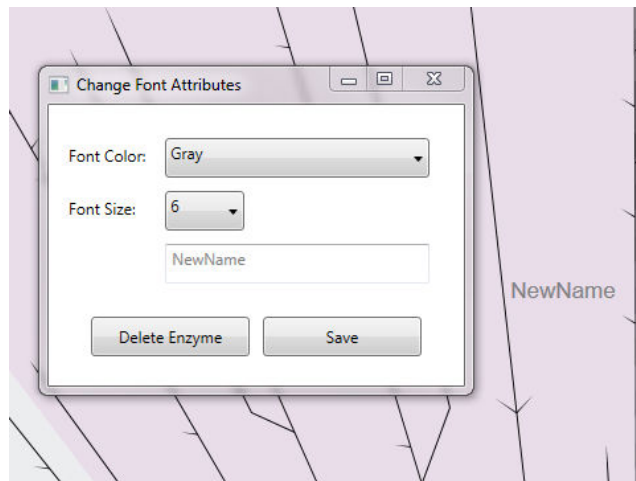 Change Font Attributes
Font Color: Gray
Font Size: 6
NewName
NewName
Delete Enzyme Save